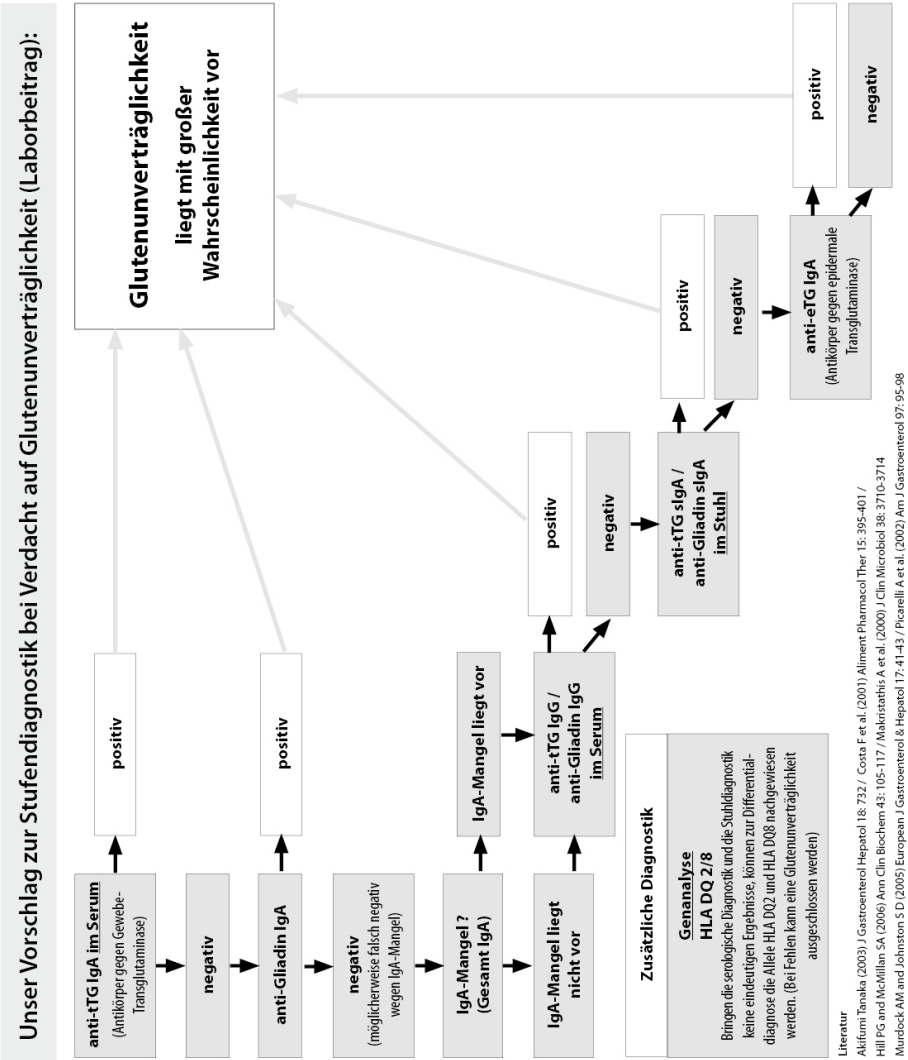 Unser Vorschlag zur Stufendiagnostik bei Verdacht auf Glutenunverträglichkeit (Laborbeitrag):
anti-tTG IgA im Serum
(Antikörper gegen Gewebe-
Transglutaminase)
positiv
Glutenunverträglichkeit
liegt mit großer
Wahrscheinlichkeit vor
negativ
anti-Gliadin IgA
positiv
negativ
(möglicherweise falsch negativ
wegen IgA-Mangel)
IgA-Mangel ?
(Gesamt IgA)
IgA-Mangel liegt vor
IgA-Mangel liegt
nicht vor
anti-tTG IgG /
anti-Gliadin IgG
im Serum
positiv
negativ
anti-tTG sIgA /
anti-Gliadin sIgA
im Stuhl
positiv
negativ
anti-eTG IgA
(Antikörper gegen epidermale
Transglutaminase)
positiv
negativ
Zusätzliche Diagnostik
Genanalyse
HLA DQ 2/8
Bringen die serologische Diagnostik und die Stuhldiagnostik
keine eindeutigen Ergebnisse, können zur Differential-
diagnose die Allele HLA DQ2 und HLA DQ8 nachgewiesen
werden. (Bei Fehlen kann eine Glutenunverträglichkeit
ausgeschlossen werden)
Literatur
Akifumi Tanaka (2003) J Gastroenterol Hepatol 18: 732 / Costa F et al. (2001) Aliment Pharmacol Ther 15: 395-401 /
Hill PG and McMillan SA (2006) Ann Clin Biochem 43: 105-117 / Makristathis A et al. (2000) J Clin Microbiol 38: 3710-3714
Murdock AM and Johnston S D (2005) European J Gastroenterol & Hepatol 17: 41-43 / Picarelli A et al. (2002) Am J Gastroenterol 97: 95-98